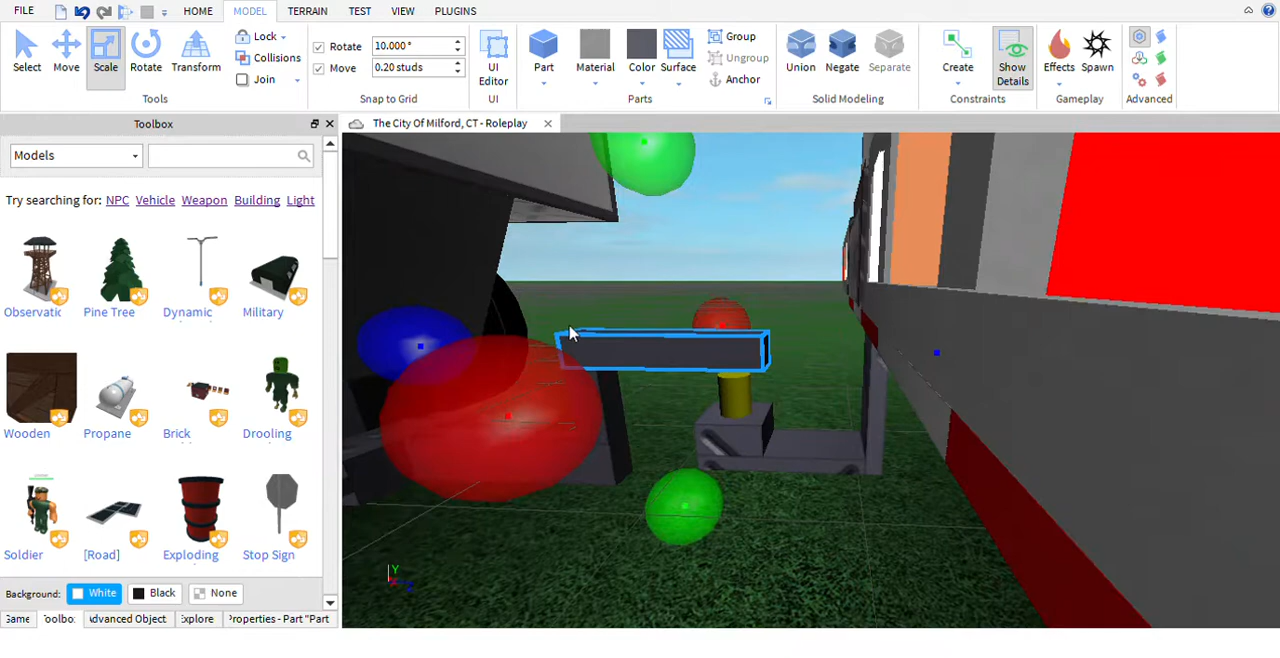 FILE HOME MODEL TERRAIN TEST VIEW PLUGINS
Select Move Scale Rotate Transform
Lock
Collisions
Join
Tools
Rotate 10.000 °
Move 0.20 studs
Snap to Grid
UI Editor
UI
Part Material Color Surface
Group
Ungroup
Anchor
Parts
Union Negate Separate
Solid Modeling
Create Show Details
Constraints
Effects Spawn
Gameplay
Advanced
Toolbox
The City Of Milford, CT - Roleplay
Models
Try searching for: NPC Vehicle Weapon Building Light
Observatic Pine Tree Dynamic Military
Wooden Propane Brick Drooling
Soldier [Road] Exploding Stop Sign
Background: White Black None
Game Toolbo: Advanced Object Explore Properties - Part "Part
Y